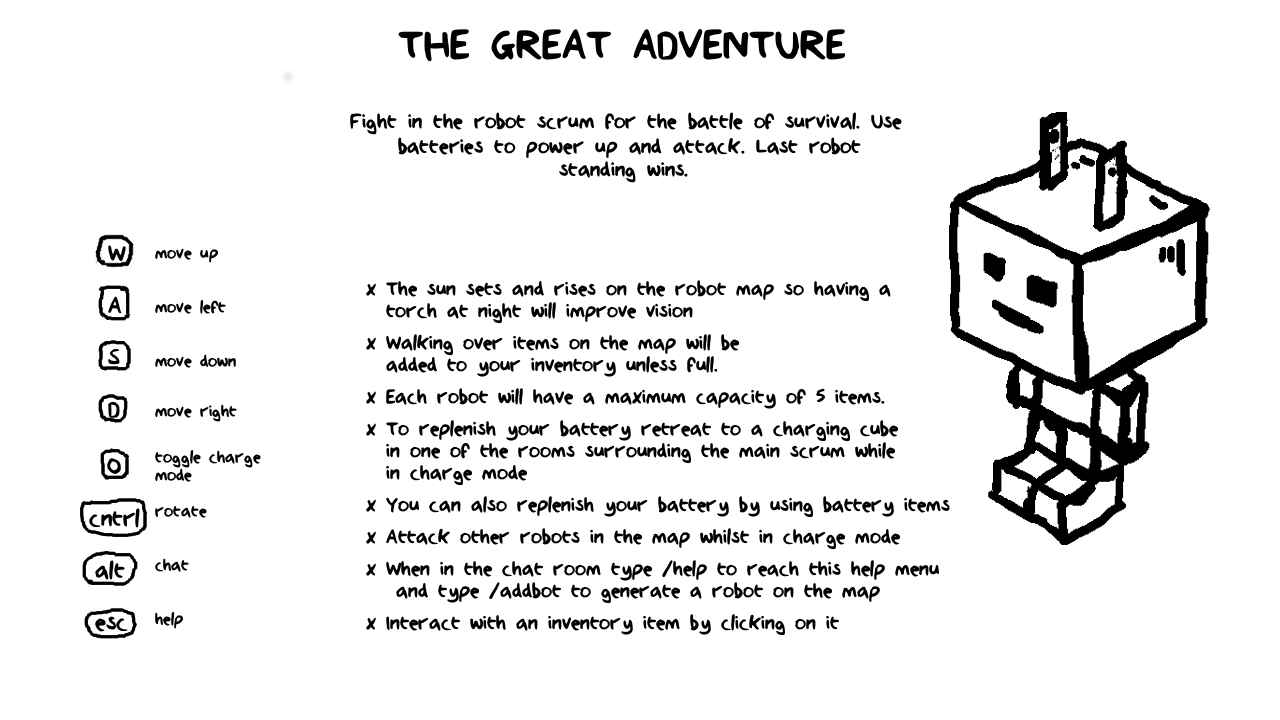 THE GREAT ADVENTURE
Fight in the robot scrum for the battle of survival. Use
batteries to power up and attack. Last robot
standing wins.
W move up
A move left
S move down
D move right
O toggle charge
mode
cntrl rotate
alt chat
esc help
x The sun sets and rises on the robot map so having a
torch at night will improve vision
x Walking over items on the map will be
added to your inventory unless full.
x Each robot will have a maximum capacity of 5 items.
x To replenish your battery retreat to a charging cube
in one of the rooms surrounding the main scrum while
in charge mode
x You can also replenish your battery by using battery items
x Attack other robots in the map whilst in charge mode
x When in the chat room type /help to reach this help menu
and type /addbot to generate a robot on the map
x Interact with an inventory item by clicking on it